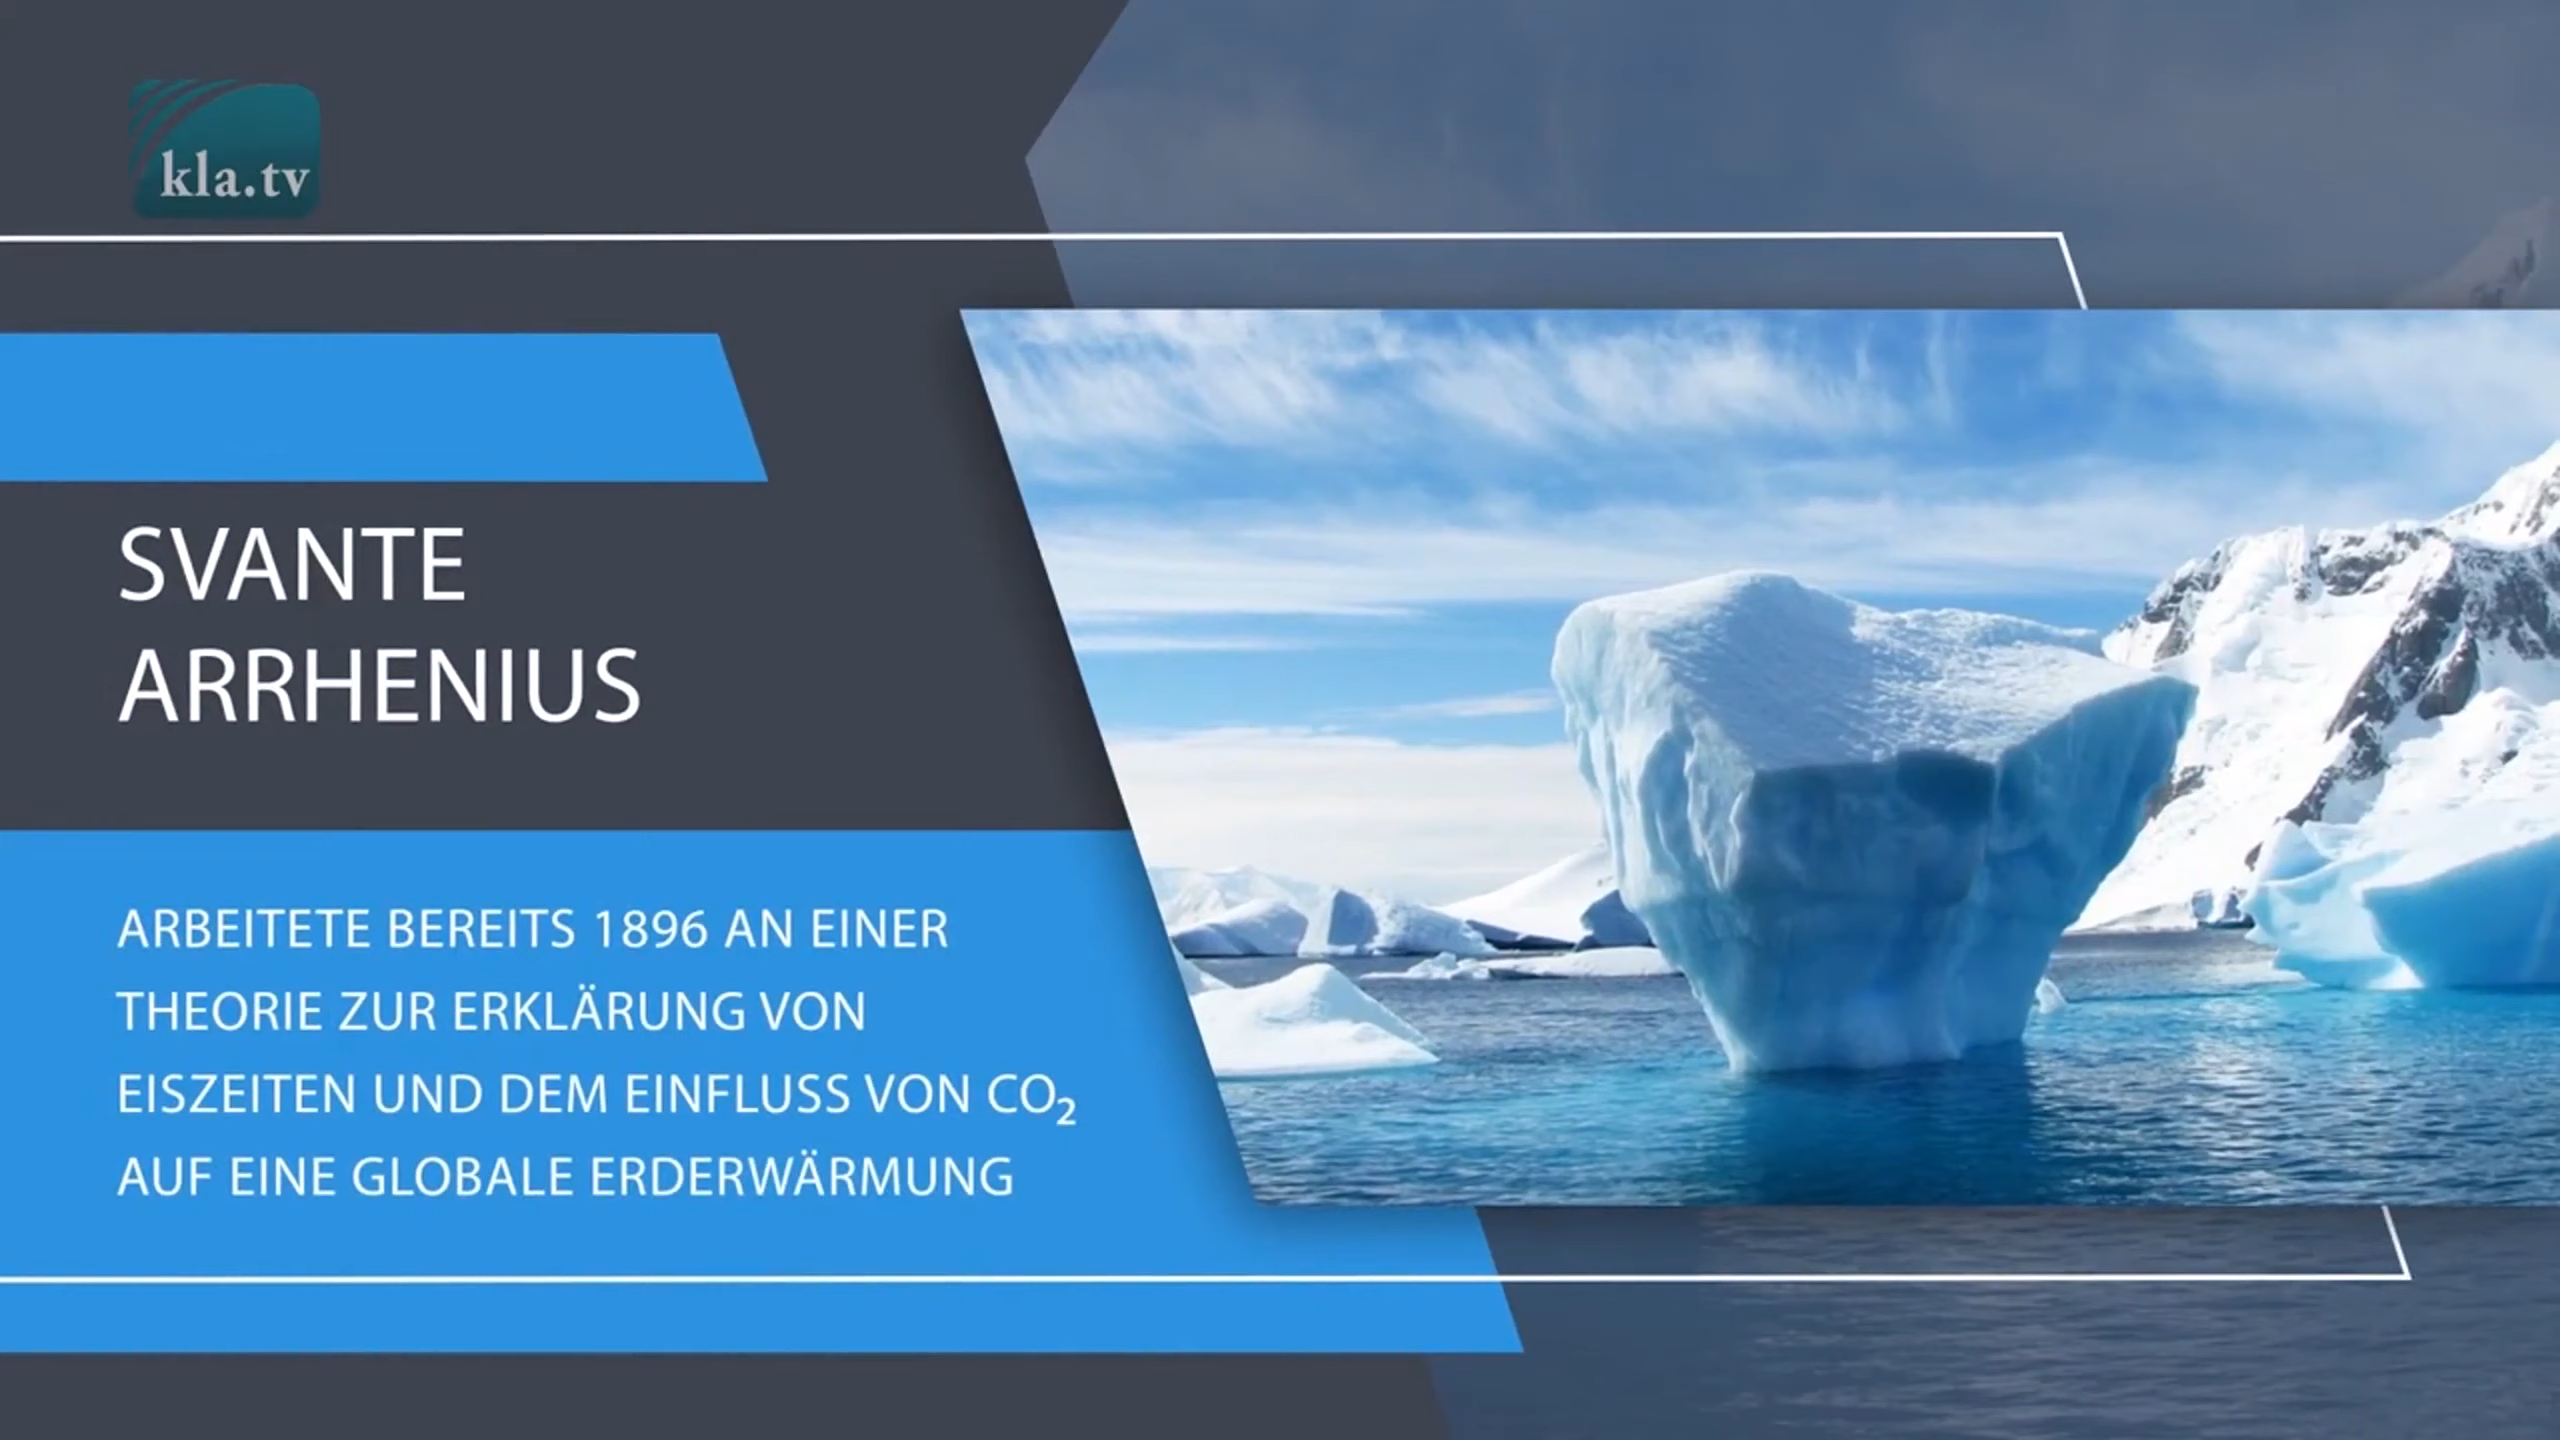 kla.tv
SVANTE
ARRHENIUS
ARBEITETE BEREITS 1896 AN EINER
THEORIE ZUR ERKLÄRUNG VON
EISZEITEN UND DEM EINFLUSS VON CO₂
AUF EINE GLOBALE ERDERWÄRMUNG